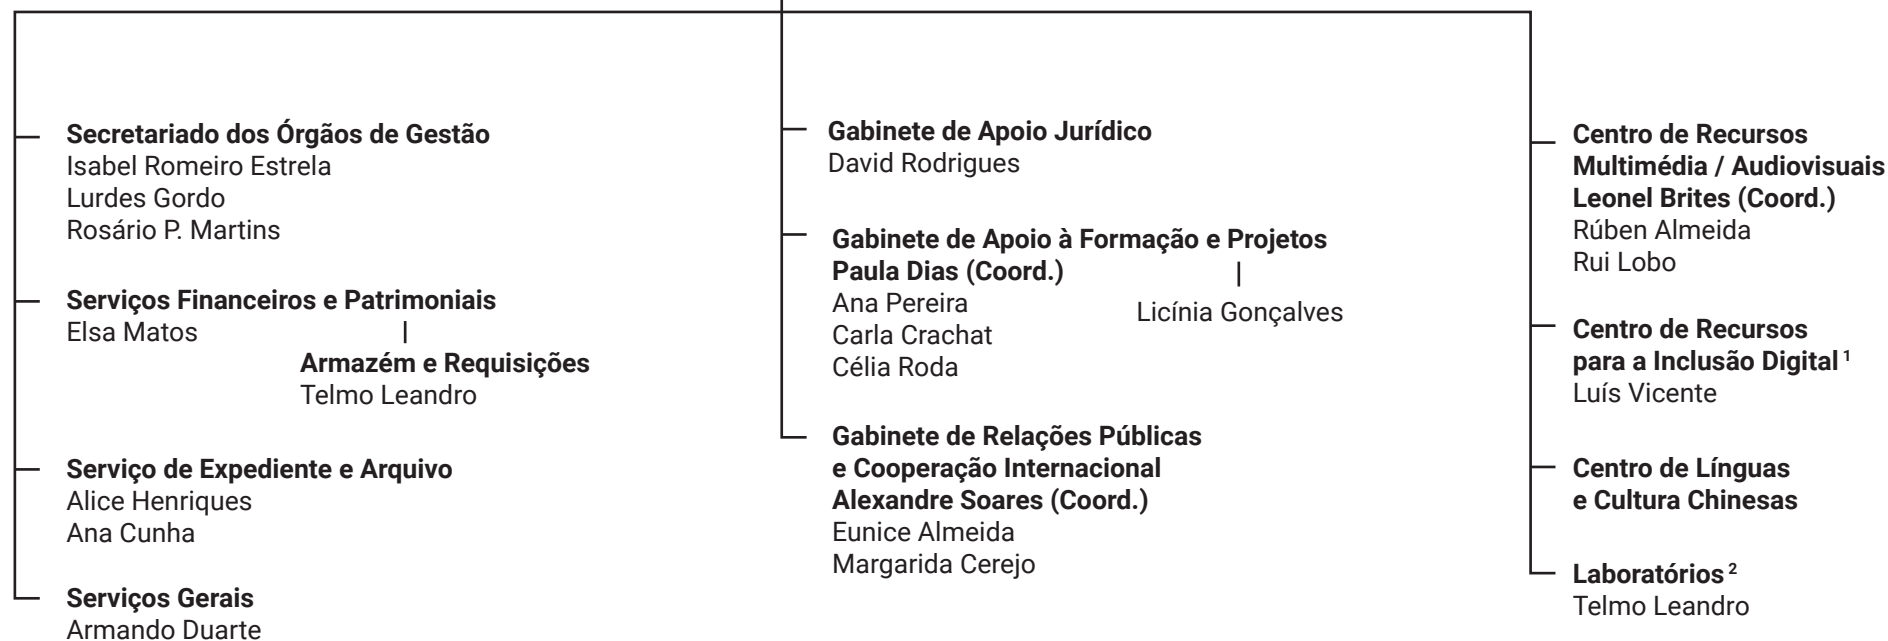 Secretariado dos Órgãos de Gestão
Isabel Romeiro Estrela
Lurdes Gordo
Rosário P. Martins
Serviços Financeiros e Patrimoniais
Elsa Matos
Armazém e Requisições
Telmo Leandro
Serviço de Expediente e Arquivo
Alice Henriques
Ana Cunha
Serviços Gerais
Armando Duarte
Gabinete de Apoio Jurídico
David Rodrigues
Gabinete de Apoio à Formação e Projetos
Paula Dias (Coord.)
Ana Pereira
Carla Crachat
Célia Roda
Licínia Gonçalves
Gabinete de Relações Públicas
e Cooperação Internacional
Alexandre Soares (Coord.)
Eunice Almeida
Margarida Cerejo
Centro de Recursos
Multimédia / Audiovisuais
Leonel Brites (Coord.)
Rúben Almeida
Rui Lobo
Centro de Recursos
para a Inclusão Digital ¹
Luís Vicente
Centro de Línguas
e Cultura Chinesas
Laboratórios ²
Telmo Leandro